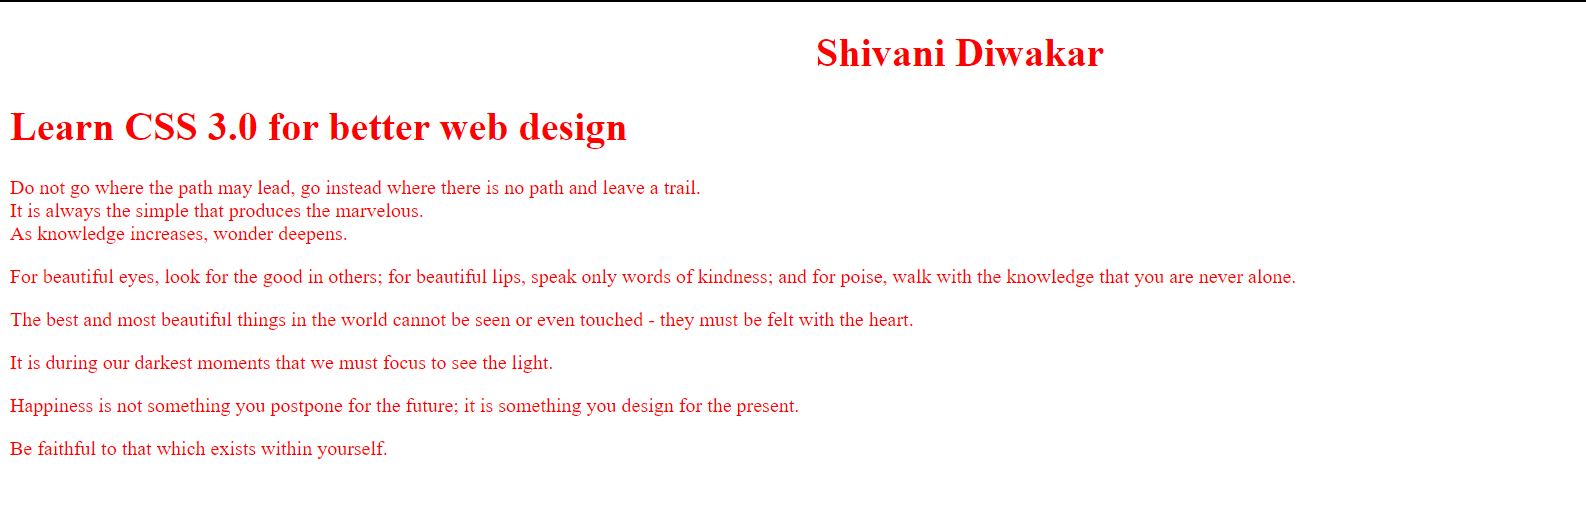 Shivani Diwakar
Learn CSS 3.0 for better web design
Do not go where the path may lead, go instead where there is no path and leave a trail.
It is always the simple that produces the marvelous.
As knowledge increases, wonder deepens.
For beautiful eyes, look for the good in others; for beautiful lips, speak only words of kindness; and for poise, walk with the knowledge that you are never alone.
The best and most beautiful things in the world cannot be seen or even touched - they must be felt with the heart.
It is during our darkest moments that we must focus to see the light.
Happiness is not something you postpone for the future; it is something you design for the present.
Be faithful to that which exists within yourself.